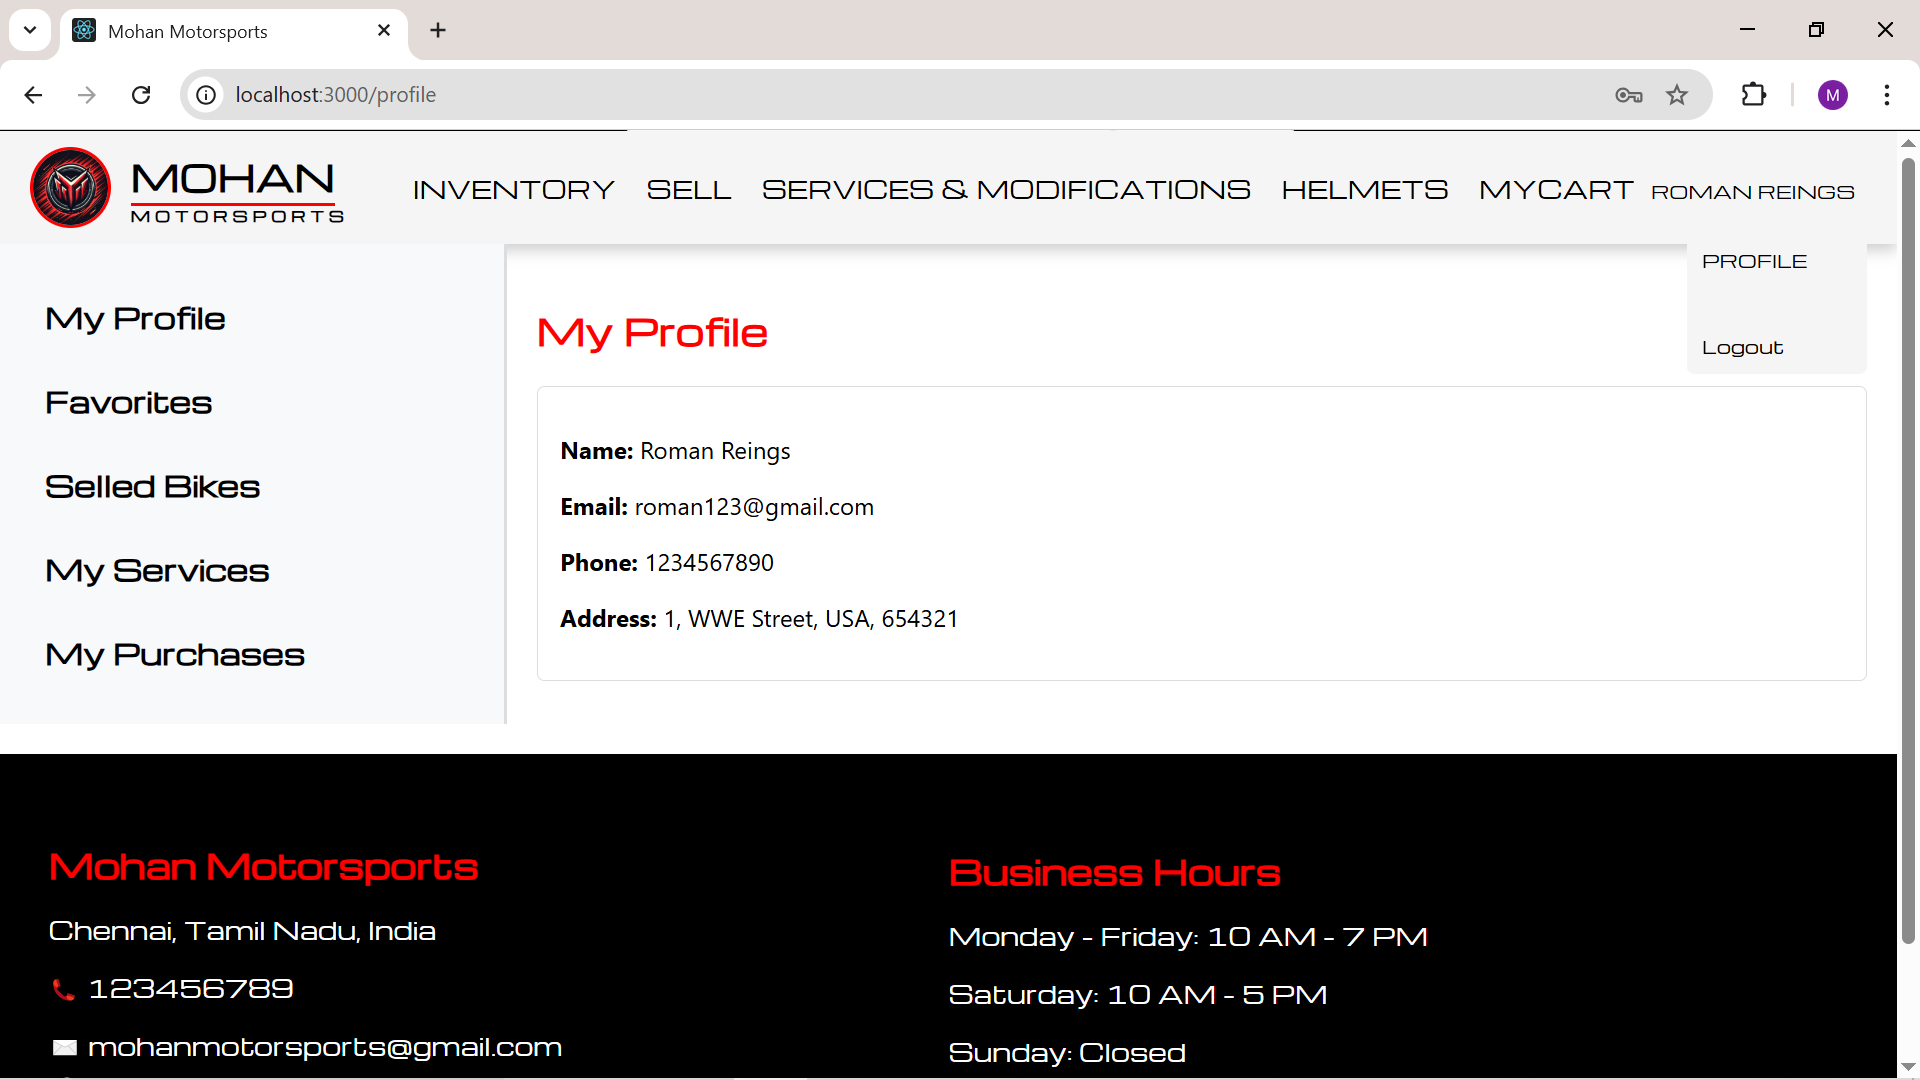 Mohan Motorsports
localhost:3000/profile
M
MOHAN
MOTORSPORTS
INVENTORY SELL SERVICES & MODIFICATIONS HELMETS MYCART ROMAN REINGS
PROFILE
Logout
My Profile
Favorites
Selled Bikes
My Services
My Purchases
My Profile
Name: Roman Reings
Email: roman123@gmail.com
Phone: 1234567890
Address: 1, WWE Street, USA, 654321
Mohan Motorsports
Chennai, Tamil Nadu, India
123456789
mohanmotorsports@gmail.com
Business Hours
Monday - Friday: 10 AM - 7 PM
Saturday: 10 AM - 5 PM
Sunday: Closed